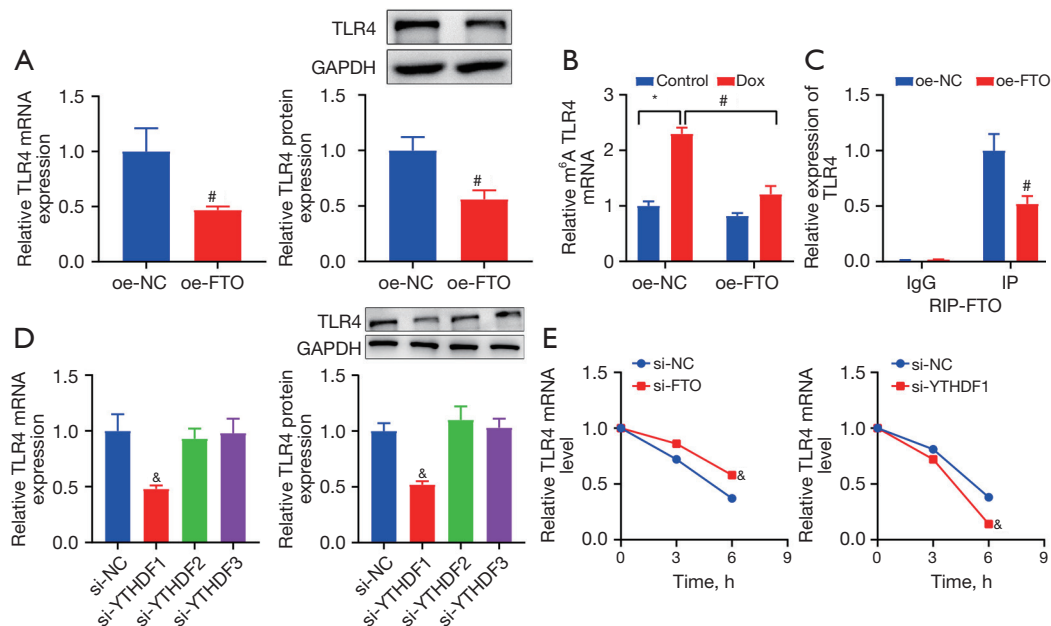 A
TLR4
GAPDH
Relative TLR4 mRNA
expression
1.5
1.0
0.5
0.0
#
oe-NC
oe-FTO
Relative TLR4 protein
expression
1.5
1.0
0.5
0.0
#
oe-NC
oe-FTO
B
Control
Dox
Relative m⁶A TLR4
mRNA
3
2
1
0
*
#
oe-NC
oe-FTO
C
oe-NC
oe-FTO
Relative expression of
TLR4
1.5
1.0
0.5
0.0
#
IgG
IP
RIP-FTO
D
TLR4
GAPDH
Relative TLR4 mRNA
expression
1.5
1.0
0.5
0.0
&
si-NC
si-YTHDF1
si-YTHDF2
si-YTHDF3
Relative TLR4 protein
expression
1.5
1.0
0.5
0.0
&
si-NC
si-YTHDF1
si-YTHDF2
si-YTHDF3
E
si-NC
si-FTO
Relative TLR4 mRNA
level
1.5
1.0
0.5
0.0
&
0
3
6
9
Time, h
si-NC
si-YTHDF1
Relative TLR4 mRNA
level
1.5
1.0
0.5
0.0
&
0
3
6
9
Time, h